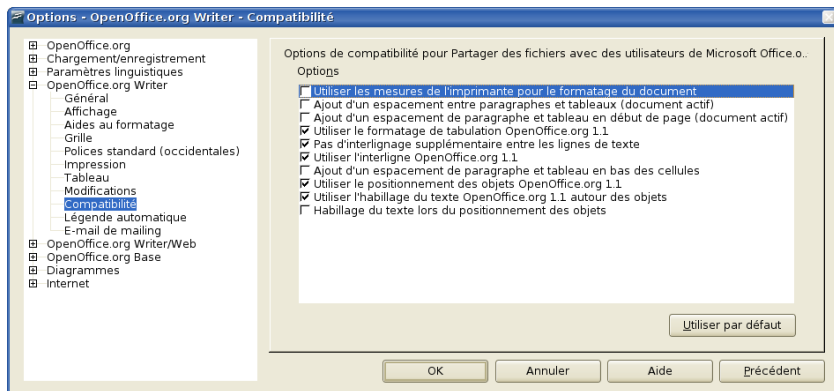 Options - OpenOffice.org Writer - Compatibilité
OpenOffice.org
Chargement/enregistrement
Paramètres linguistiques
OpenOffice.org Writer
Général
Affichage
Aides au formatage
Grille
Polices standard (occidentales)
Impression
Tableau
Modifications
Compatibilité
Légende automatique
E-mail de mailing
OpenOffice.org Writer/Web
OpenOffice.org Base
Diagrammes
Internet
Options de compatibilité pour Partager des fichiers avec des utilisateurs de Microsoft Office.o..
Options
Utiliser les mesures de l'imprimante pour le formatage du document
Ajout d'un espacement entre paragraphes et tableaux (document actif)
Ajout d'un espacement de paragraphe et tableau en début de page (document actif)
Utiliser le formatage de tabulation OpenOffice.org 1.1
Pas d'interlignage supplémentaire entre les lignes de texte
Utiliser l'interligne OpenOffice.org 1.1
Ajout d'un espacement de paragraphe et tableau en bas des cellules
Utiliser le positionnement des objets OpenOffice.org 1.1
Utiliser l'habillage du texte OpenOffice.org 1.1 autour des objets
Habillage du texte lors du positionnement des objets
Utiliser par défaut
OK
Annuler
Aide
Précédent